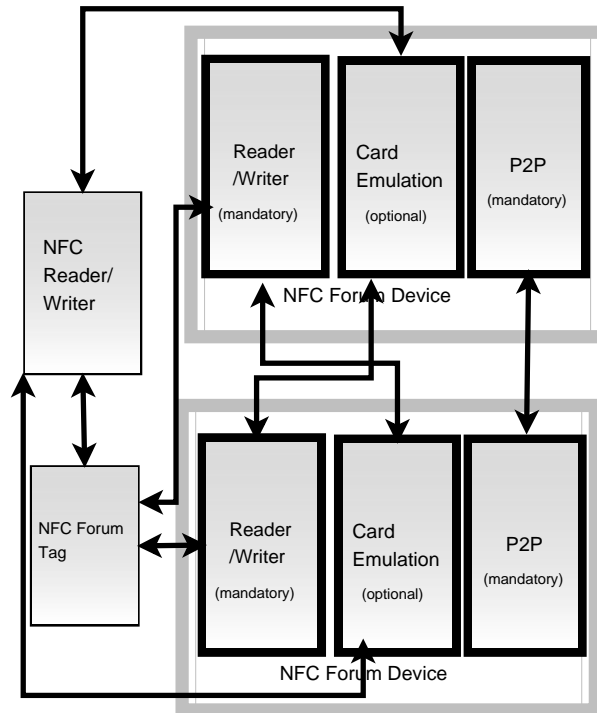 Reader
/Writer
(mandatory)
Card
Emulation
(optional)
P2P
(mandatory)
NFC Forum Device
NFC
Reader/
Writer
NFC Forum
Tag
Reader
/Writer
(mandatory)
Card
Emulation
(optional)
P2P
(mandatory)
NFC Forum Device